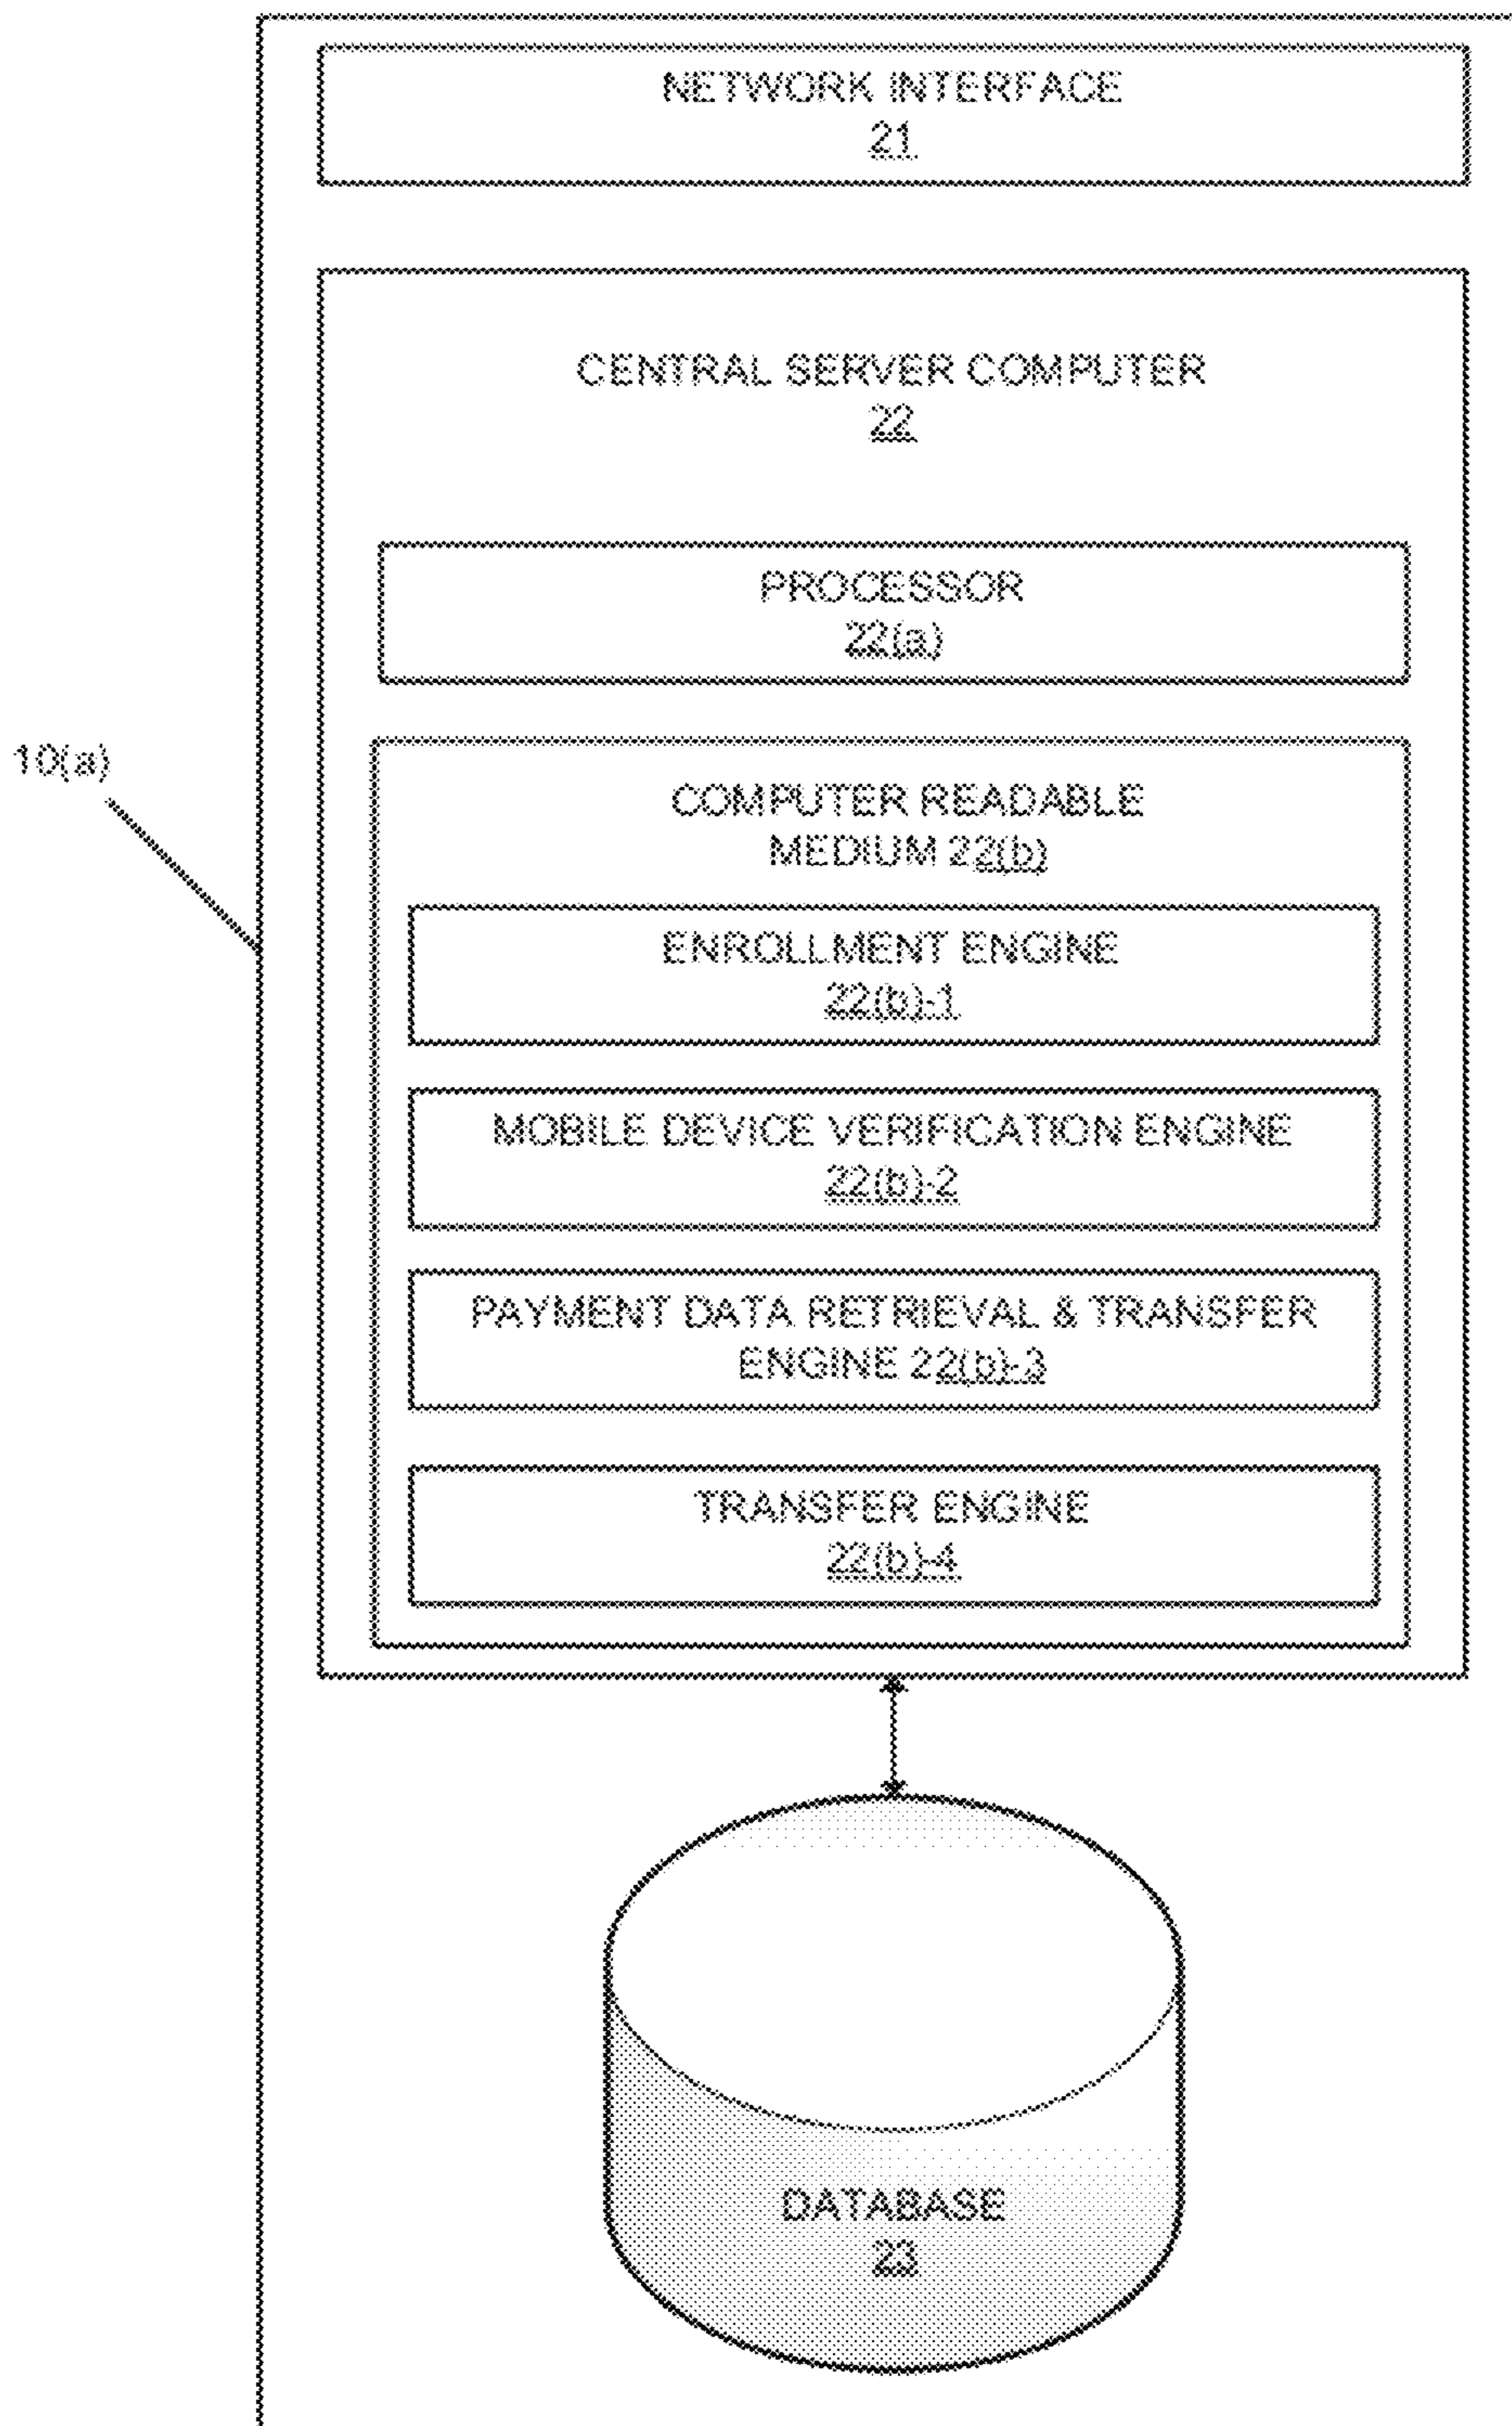 NETWORK INTERFACE
21
CENTRAL SERVER COMPUTER
22
PROCESSOR
22(a)
10(a)
COMPUTER READABLE
MEDIUM 22(b)
ENROLLMENT ENGINE
22(b)-1
MOBILE DEVICE VERIFICATION ENGINE
22(b)-2
PAYMENT DATA RETRIEVAL & TRANSFER
ENGINE 22(b)-3
TRANSFER ENGINE
22(b)-4
DATABASE
23